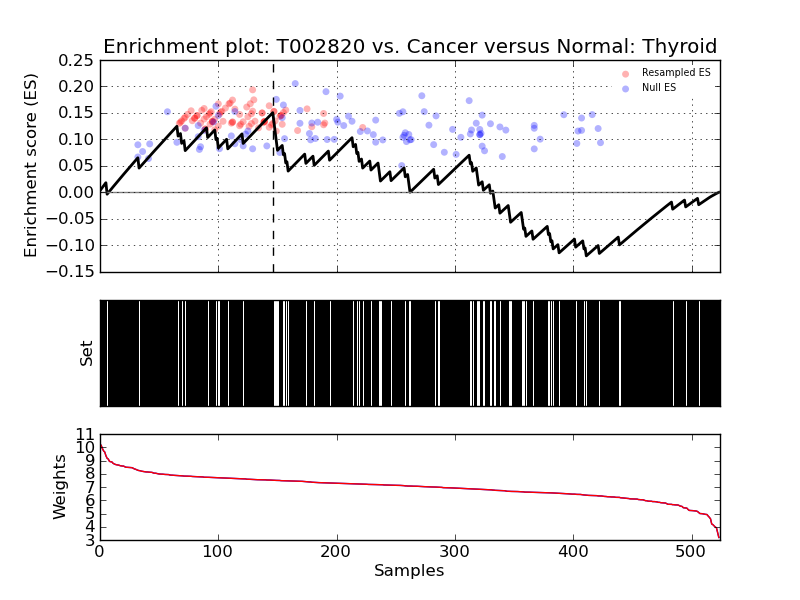 Enrichment plot: T002820 vs. Cancer versus Normal: Thyroid
Enrichment score (ES)
0.25
0.20
0.15
0.10
0.05
0.00
−0.05
−0.10
−0.15
Resampled ES
Null ES
Set
Weights
11
10
9
8
7
6
5
4
3
0 100 200 300 400 500
Samples